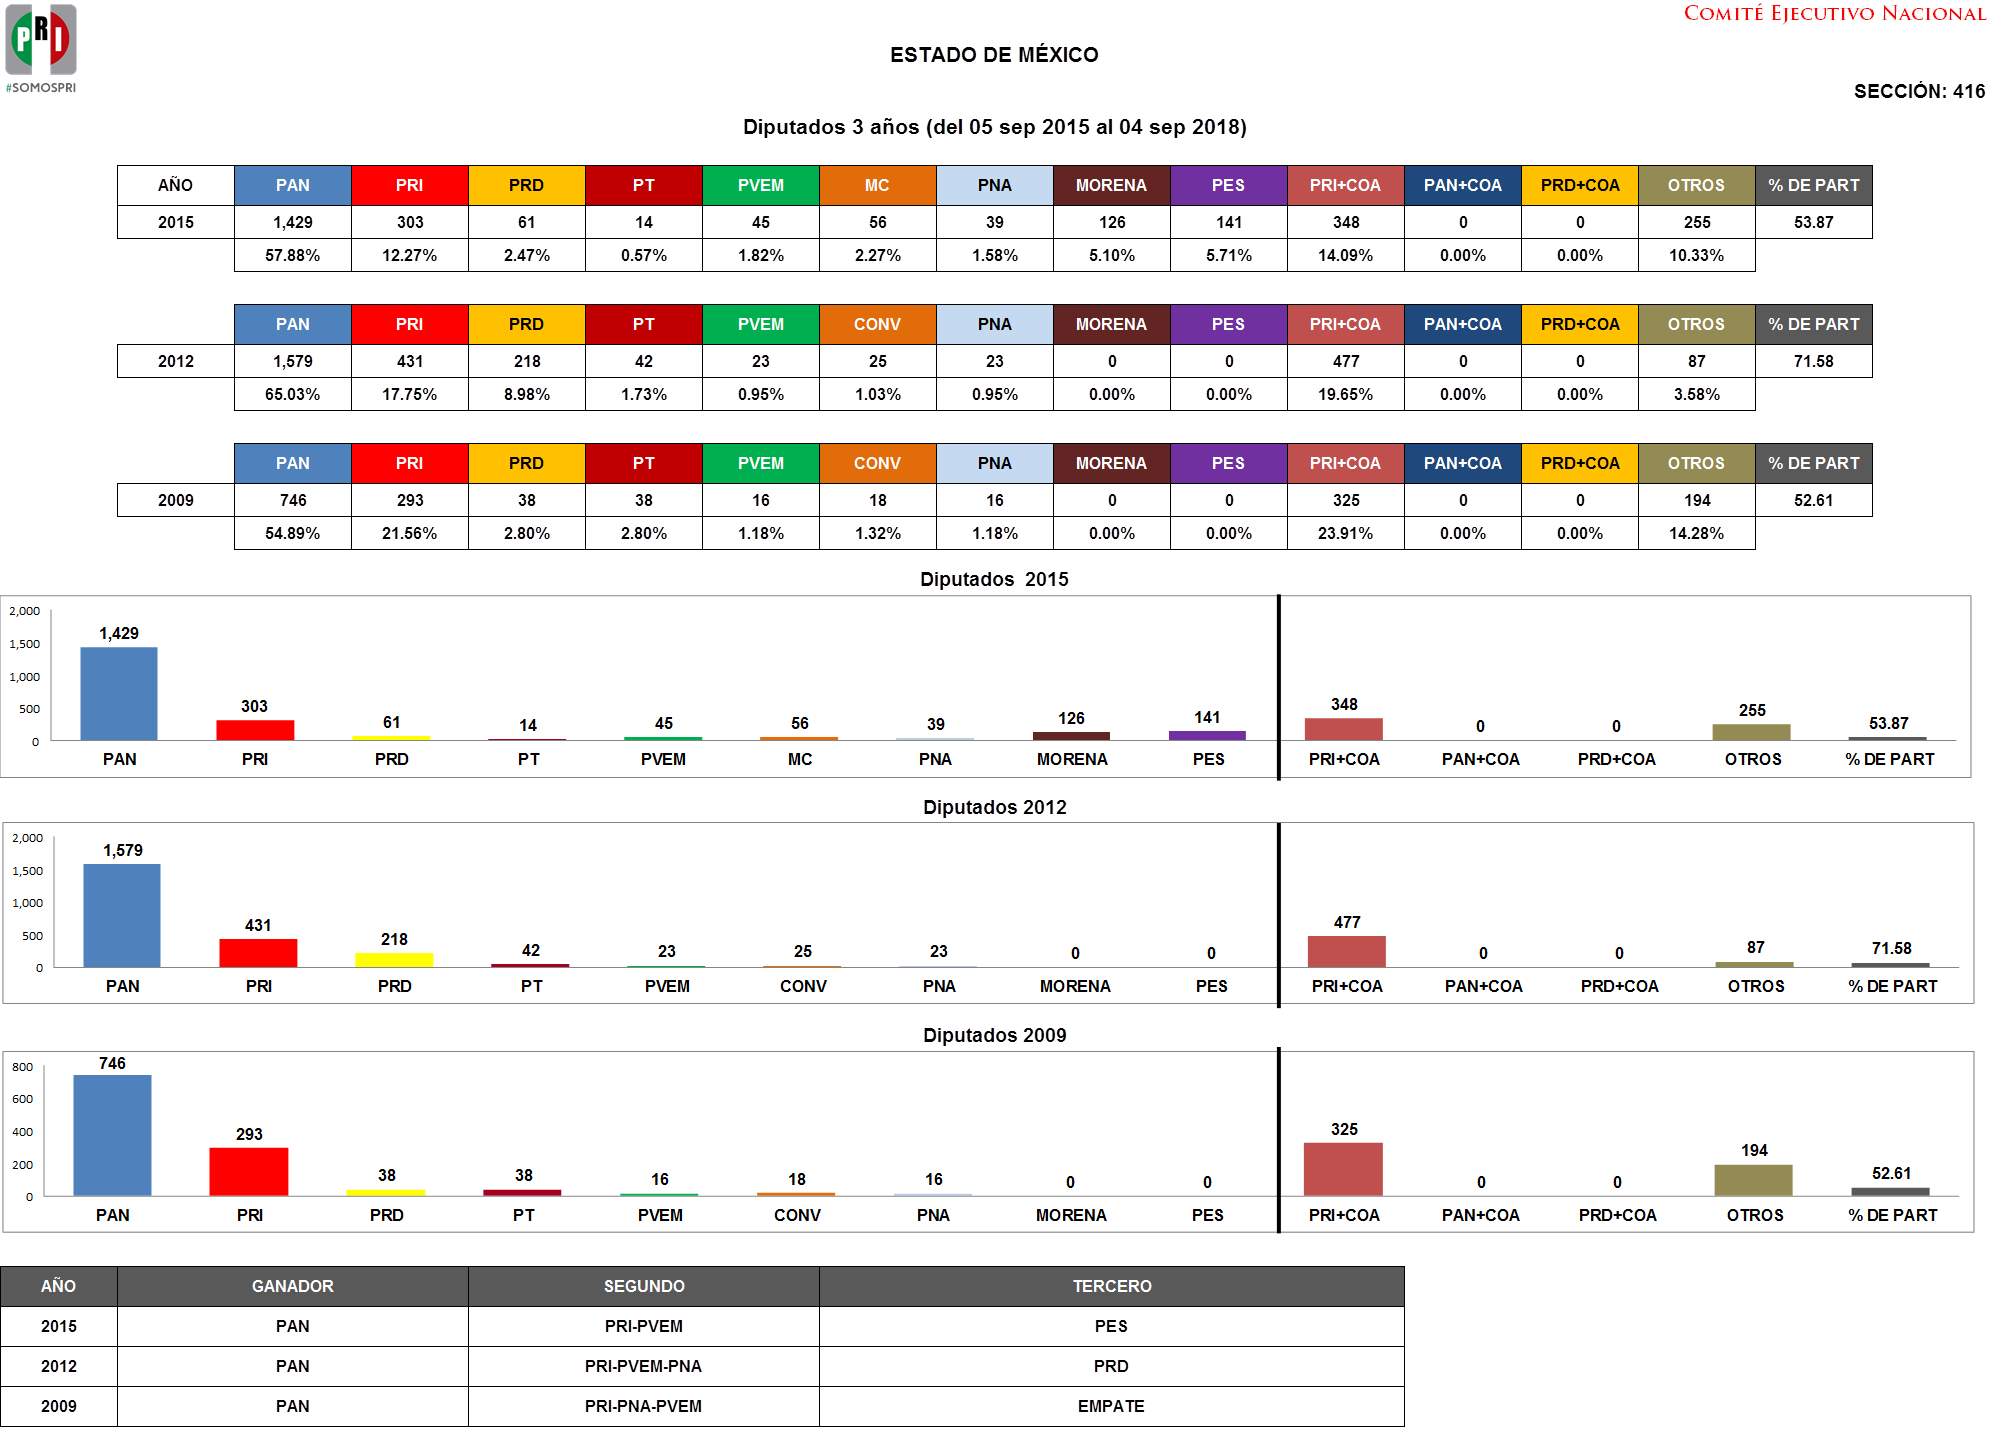 PRI
#SOMOSPRI
COMITÉ EJECUTIVO NACIONAL
ESTADO DE MÉXICO
SECCIÓN: 416
Diputados 3 años (del 05 sep 2015 al 04 sep 2018)
AÑO PAN PRI PRD PT PVEM MC PNA MORENA PES PRI+COA PAN+COA PRD+COA OTROS % DE PART
2015 1,429 303 61 14 45 56 39 126 141 348 0 0 255 53.87
57.88% 12.27% 2.47% 0.57% 1.82% 2.27% 1.58% 5.10% 5.71% 14.09% 0.00% 0.00% 10.33%
PAN PRI PRD PT PVEM CONV PNA MORENA PES PRI+COA PAN+COA PRD+COA OTROS % DE PART
2012 1,579 431 218 42 23 25 23 0 0 477 0 0 87 71.58
65.03% 17.75% 8.98% 1.73% 0.95% 1.03% 0.95% 0.00% 0.00% 19.65% 0.00% 0.00% 3.58%
PAN PRI PRD PT PVEM CONV PNA MORENA PES PRI+COA PAN+COA PRD+COA OTROS % DE PART
2009 746 293 38 38 16 18 16 0 0 325 0 0 194 52.61
54.89% 21.56% 2.80% 2.80% 1.18% 1.32% 1.18% 0.00% 0.00% 23.91% 0.00% 0.00% 14.28%
Diputados 2015
2,000
1,500
1,000
500
0
1,429 303 61 14 45 56 39 126 141 348 0 0 255 53.87
PAN PRI PRD PT PVEM MC PNA MORENA PES PRI+COA PAN+COA PRD+COA OTROS % DE PART
Diputados 2012
2,000
1,500
1,000
500
0
1,579 431 218 42 23 25 23 0 0 477 0 0 87 71.58
PAN PRI PRD PT PVEM CONV PNA MORENA PES PRI+COA PAN+COA PRD+COA OTROS % DE PART
Diputados 2009
800
600
400
200
0
746 293 38 38 16 18 16 0 0 325 0 0 194 52.61
PAN PRI PRD PT PVEM CONV PNA MORENA PES PRI+COA PAN+COA PRD+COA OTROS % DE PART
AÑO GANADOR SEGUNDO TERCERO
2015 PAN PRI-PVEM PES
2012 PAN PRI-PVEM-PNA PRD
2009 PAN PRI-PNA-PVEM EMPATE